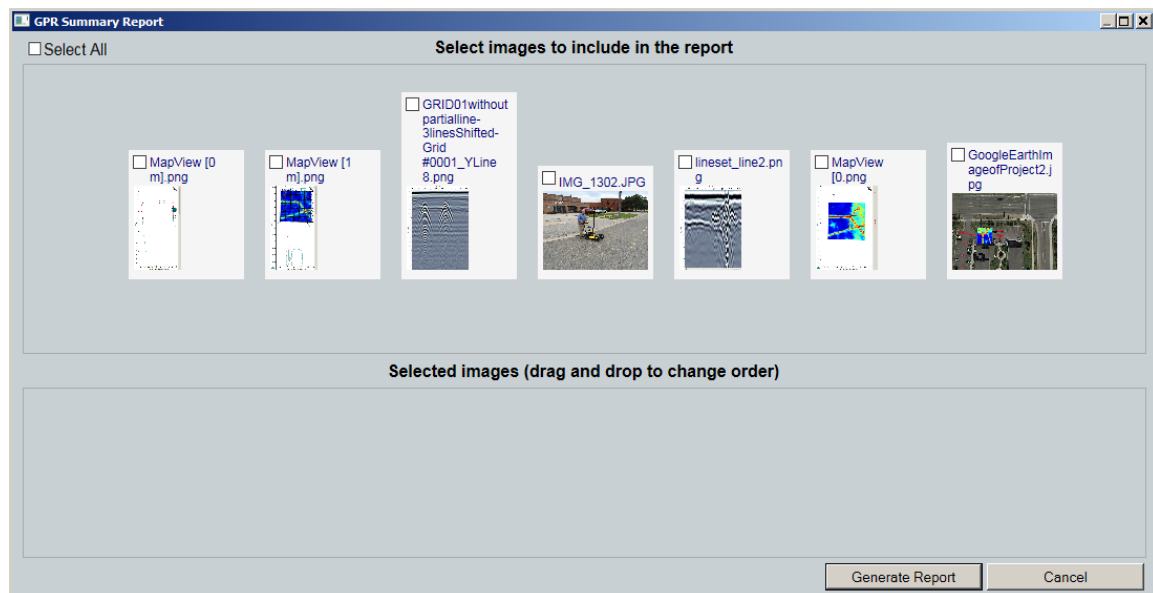 GPR Summary Report
Select All
Select images to include in the report
MapView [0
m].png
MapView [1
m].png
GRID01without
partialline-
3linesShifted-
Grid
#0001_YLine
8.png
IMG_1302.JPG
lineset_line2.pn
g
MapView
[0.png
GoogleEarthIm
ageofProject2.j
pg
Selected images (drag and drop to change order)
Generate Report
Cancel